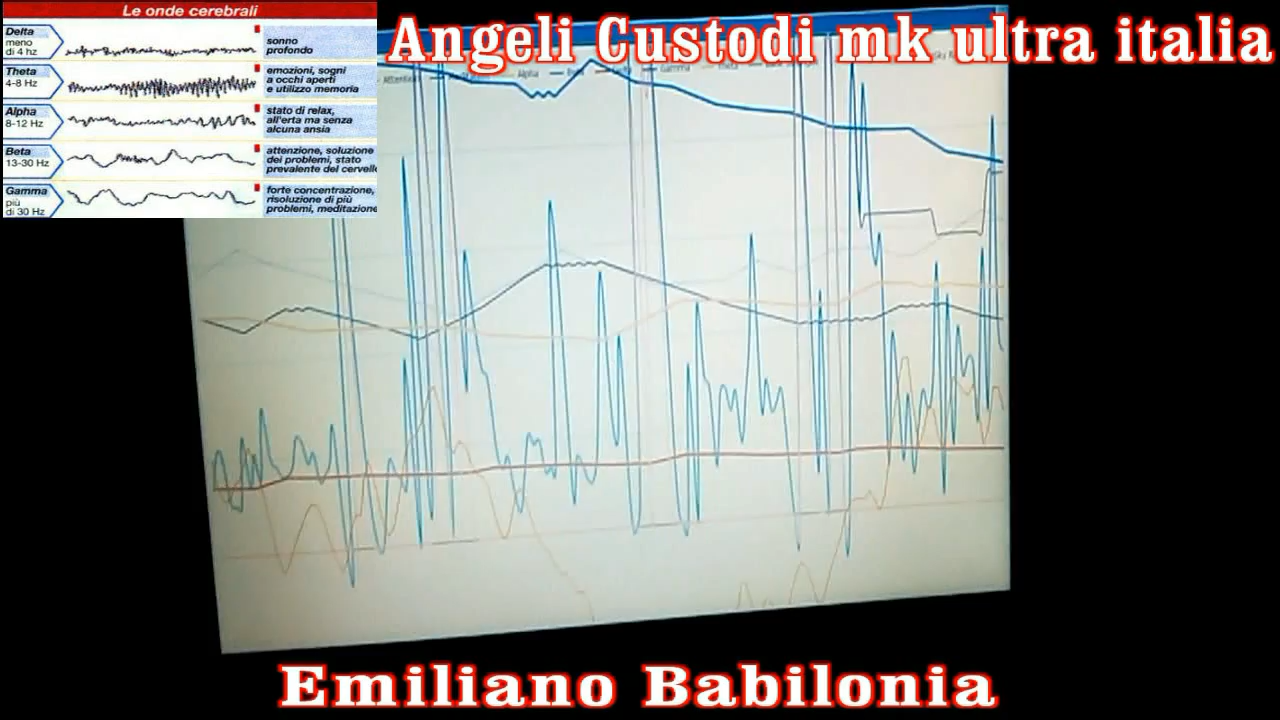 Le onde cerebrali
Angeli Custodi mk ultra italia
Delta
meno
di 4 hz
sonno
profondo
Theta
4-8 Hz
emozioni, sogni
a occhi aperti
e utilizzo memoria
Alpha
8-12 Hz
stato di relax,
all'erta ma senza
alcuna ansia
Beta
13-30 Hz
attenzione, soluzione
dei problemi, stato
prevalente del cervello
Gamma
più
di 30 Hz
forte concentrazione,
risoluzione di più
problemi, meditazione
Alpha
Gamma
Emiliano Babilonia